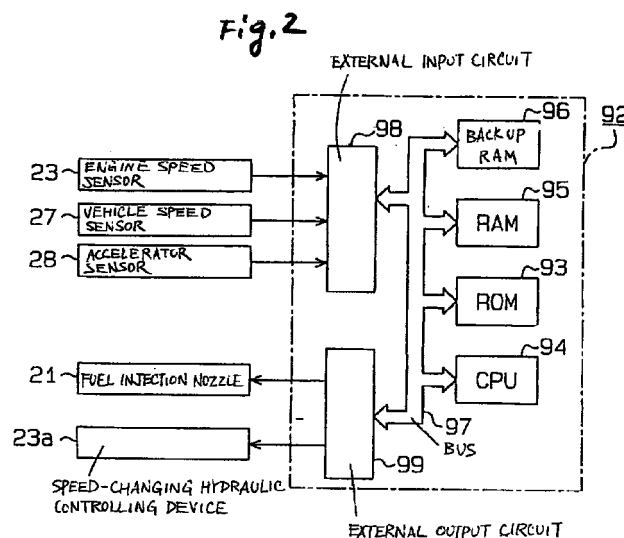 Fig. 2
EXTERNAL INPUT CIRCUIT
98
96
92
BACKUP
RAM
23
ENGINE SPEED
SENSOR
95
27
VEHICLE SPEED
SENSOR
RAM
28
ACCELERATOR
SENSOR
93
ROM
94
21
FUEL INJECTION NOZZLE
CPU
97
BUS
23a
99
SPEED-CHANGING HYDRAULIC
CONTROLLING DEVICE
EXTERNAL OUTPUT CIRCUIT